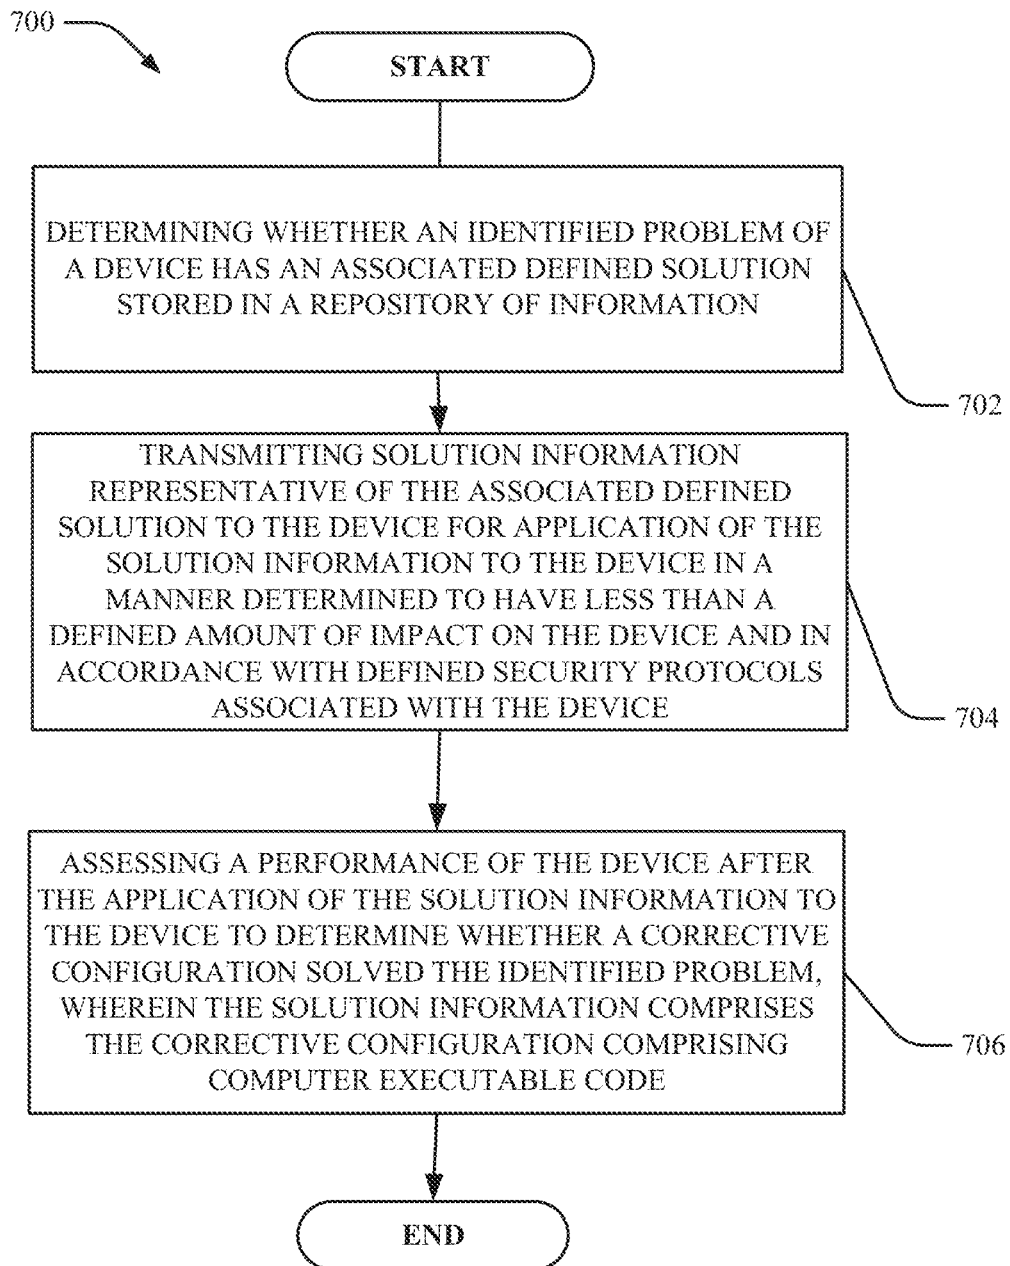 700
START
DETERMINING WHETHER AN IDENTIFIED PROBLEM OF
A DEVICE HAS AN ASSOCIATED DEFINED SOLUTION
STORED IN A REPOSITORY OF INFORMATION
702
TRANSMITTING SOLUTION INFORMATION
REPRESENTATIVE OF THE ASSOCIATED DEFINED
SOLUTION TO THE DEVICE FOR APPLICATION OF THE
SOLUTION INFORMATION TO THE DEVICE IN A
MANNER DETERMINED TO HAVE LESS THAN A
DEFINED AMOUNT OF IMPACT ON THE DEVICE AND IN
ACCORDANCE WITH DEFINED SECURITY PROTOCOLS
ASSOCIATED WITH THE DEVICE
704
ASSESSING A PERFORMANCE OF THE DEVICE AFTER
THE APPLICATION OF THE SOLUTION INFORMATION TO
THE DEVICE TO DETERMINE WHETHER A CORRECTIVE
CONFIGURATION SOLVED THE IDENTIFIED PROBLEM,
WHEREIN THE SOLUTION INFORMATION COMPRISES
THE CORRECTIVE CONFIGURATION COMPRISING
COMPUTER EXECUTABLE CODE
706
END